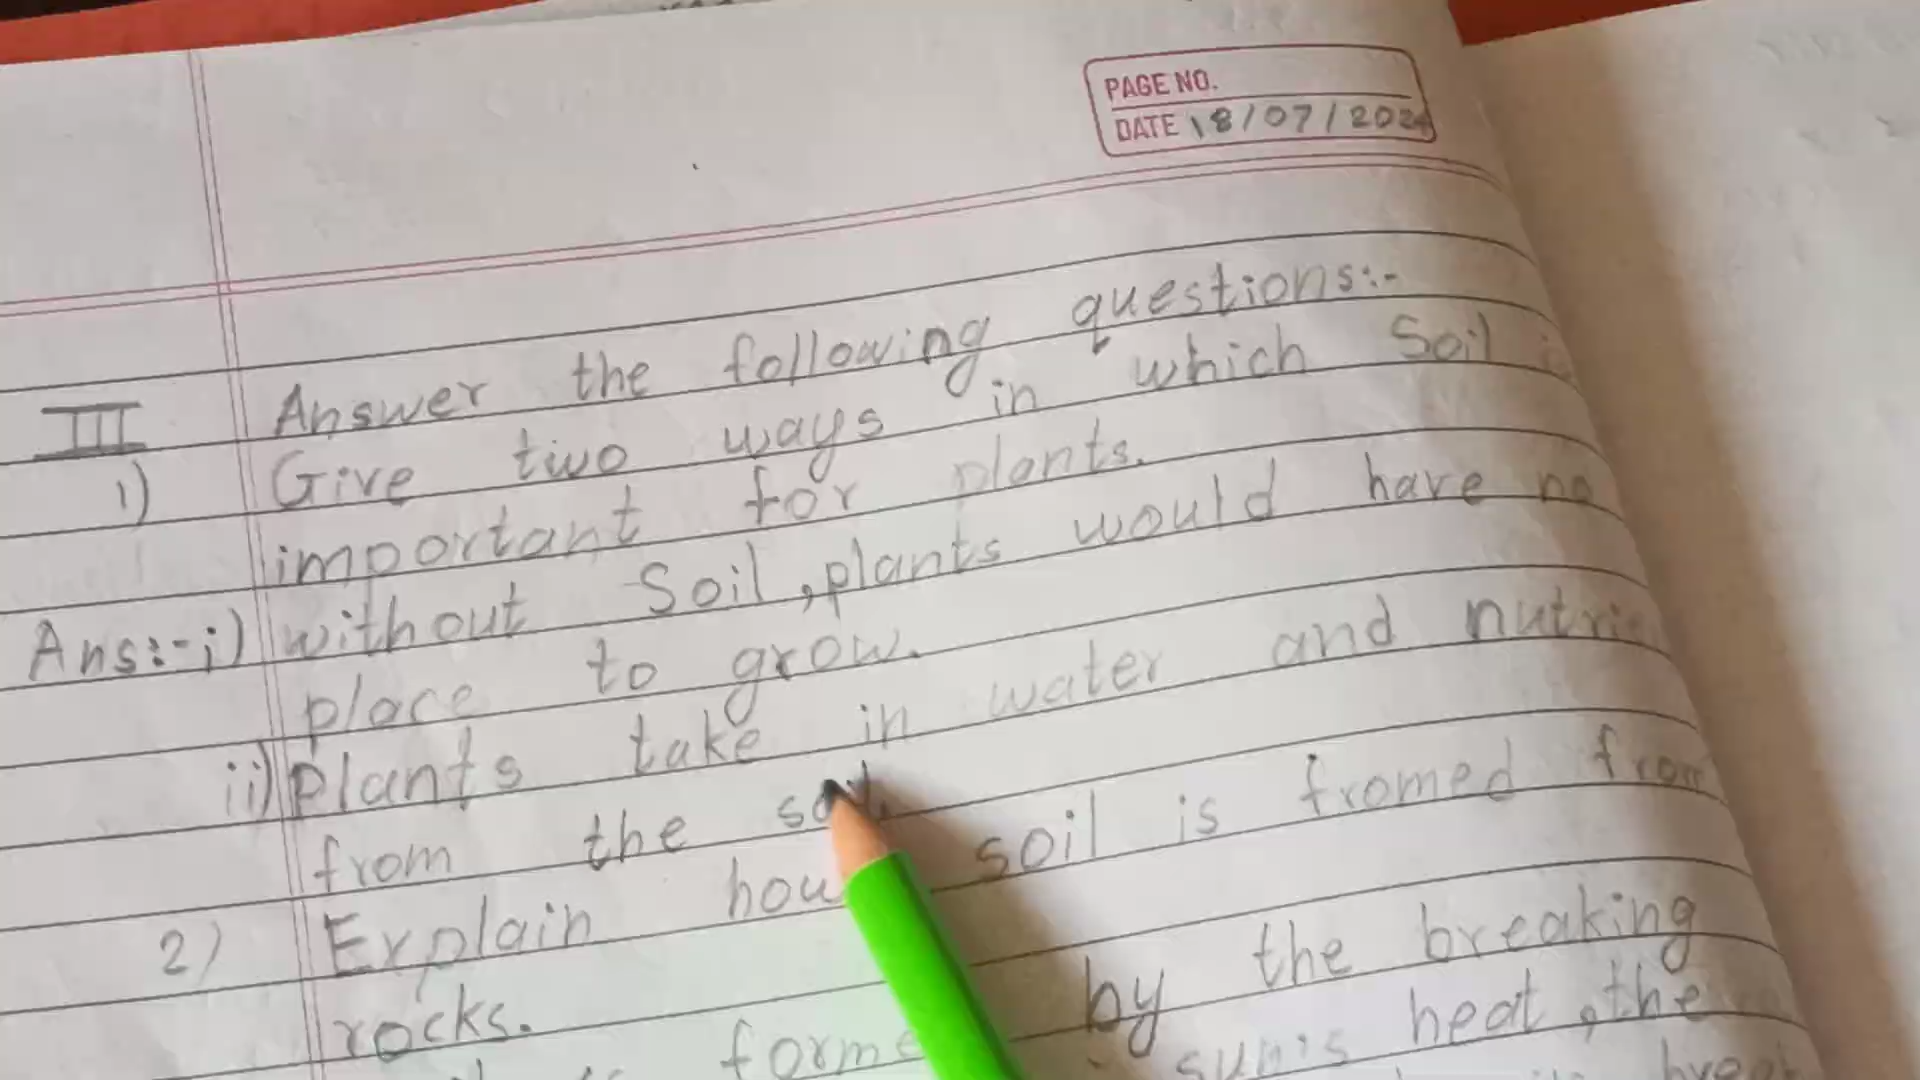 PAGE NO.
DATE 18/07/2024
III Answer the following questions:-
1) Give two ways in which Soil
important for plants.
Ans:-i) without Soil, plants would have no
place to grow.
ii) Plants take in water and
from the soil.
2) Explain how soil is fromed from
rocks.
by the breaking
heat, the